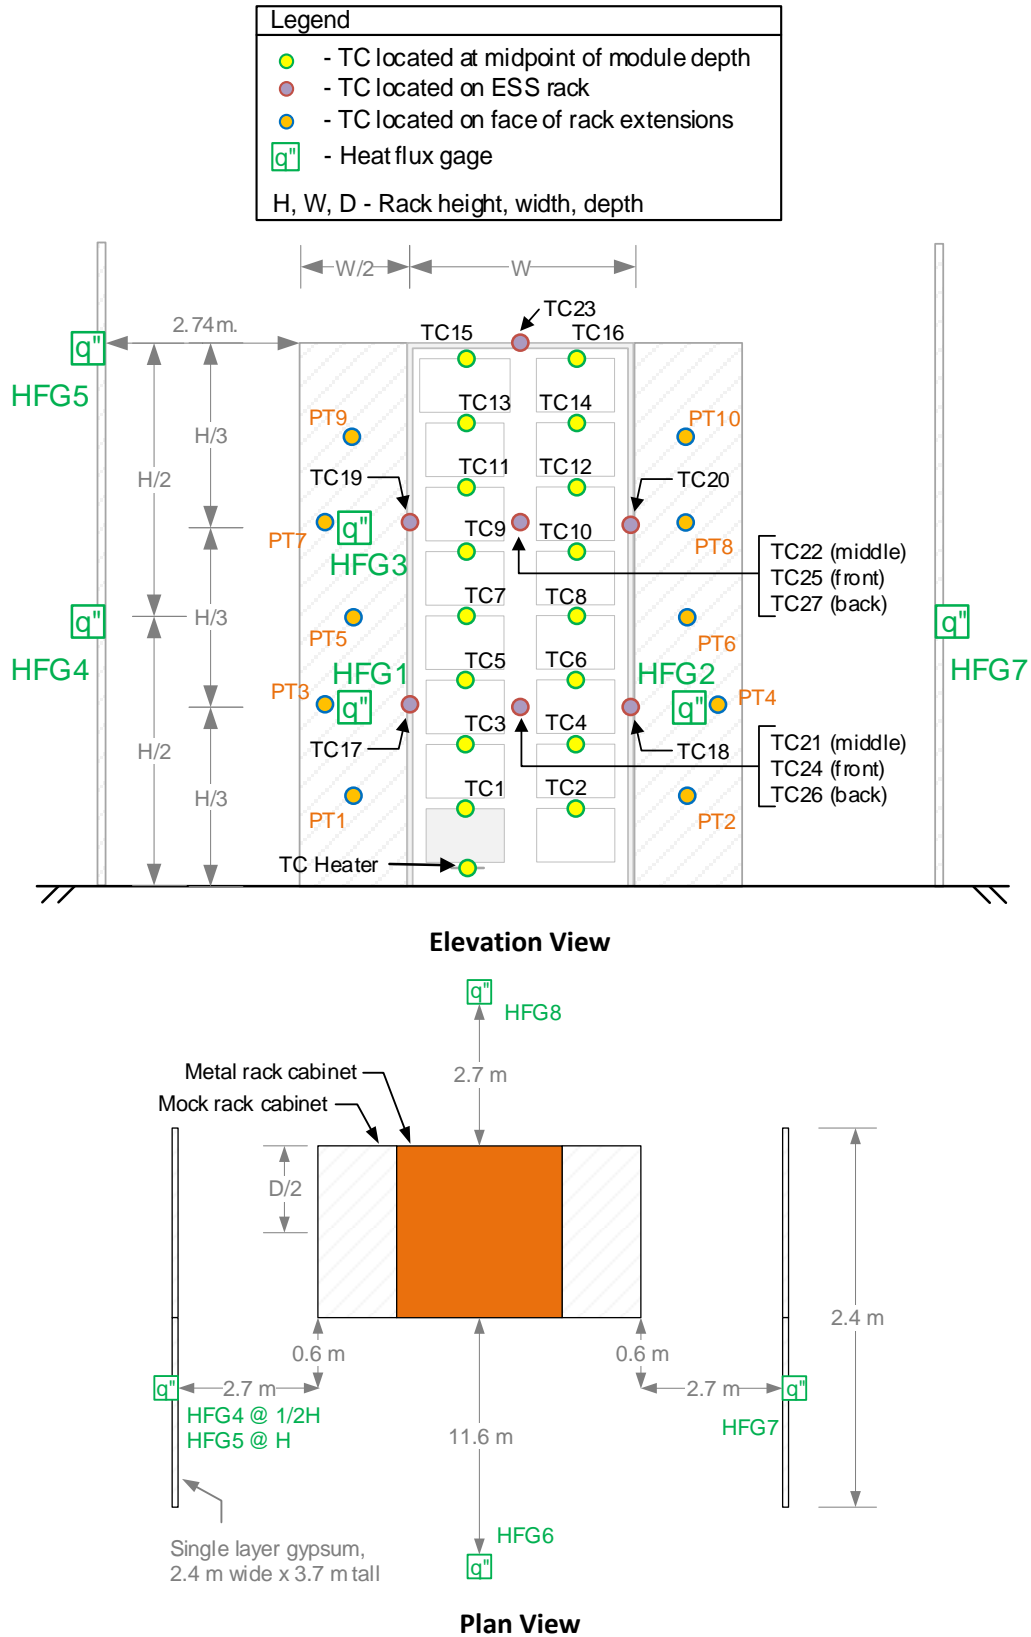 Legend
- TC located at midpoint of module depth
- TC located on ESS rack
- TC located on face of rack extensions
q" - Heat flux gage
H, W, D - Rack height, width, depth
W/2
W
TC23
2.74m.
TC15
TC16
q"
HFG5
PT9
TC13
TC14
PT10
H/3
H/2
TC19
TC11
TC12
TC20
PT7
q"
HFG3
TC9
TC10
PT8
TC22 (middle)
TC25 (front)
TC27 (back)
q"
HFG4
H/3
PT5
TC7
TC8
PT6
q"
HFG7
PT3
HFG1
q"
TC5
TC6
HFG2
q"
PT4
TC17
TC3
TC4
TC18
TC21 (middle)
TC24 (front)
TC26 (back)
H/2
H/3
PT1
TC1
TC2
PT2
TC Heater
Elevation View
q"
HFG8
2.7 m
Metal rack cabinet
Mock rack cabinet
D/2
2.4 m
0.6 m
0.6 m
q"
2.7 m
2.7 m
q"
HFG4 @ 1/2H
HFG5 @ H
HFG7
11.6 m
HFG6
q"
Single layer gypsum,
2.4 m wide x 3.7 m tall
Plan View